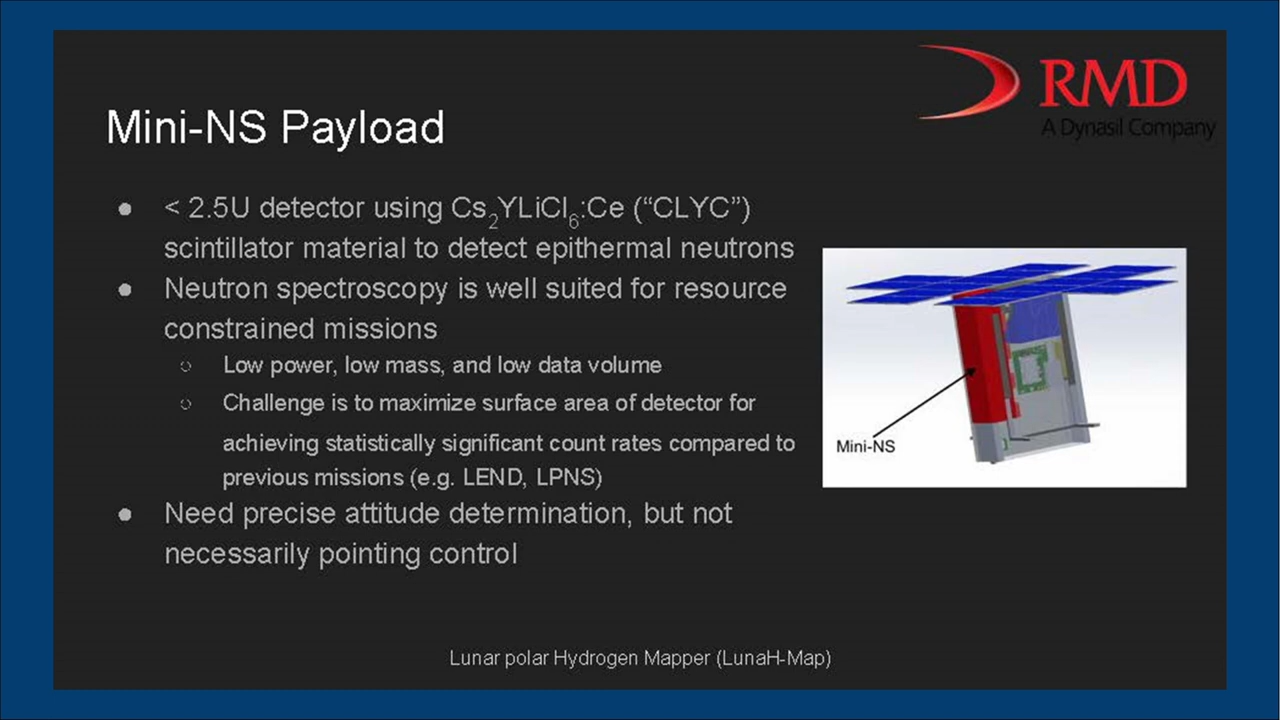 RMD
A Dynasil Company
Mini-NS Payload
● < 2.5U detector using Cs₂YLiCl₆:Ce (“CLYC”)
scintillator material to detect epithermal neutrons
● Neutron spectroscopy is well suited for resource
constrained missions
○ Low power, low mass, and low data volume
○ Challenge is to maximize surface area of detector for
achieving statistically significant count rates compared to
previous missions (e.g. LEND, LPNS)
● Need precise attitude determination, but not
necessarily pointing control
Mini-NS
Lunar polar Hydrogen Mapper (LunaH-Map)